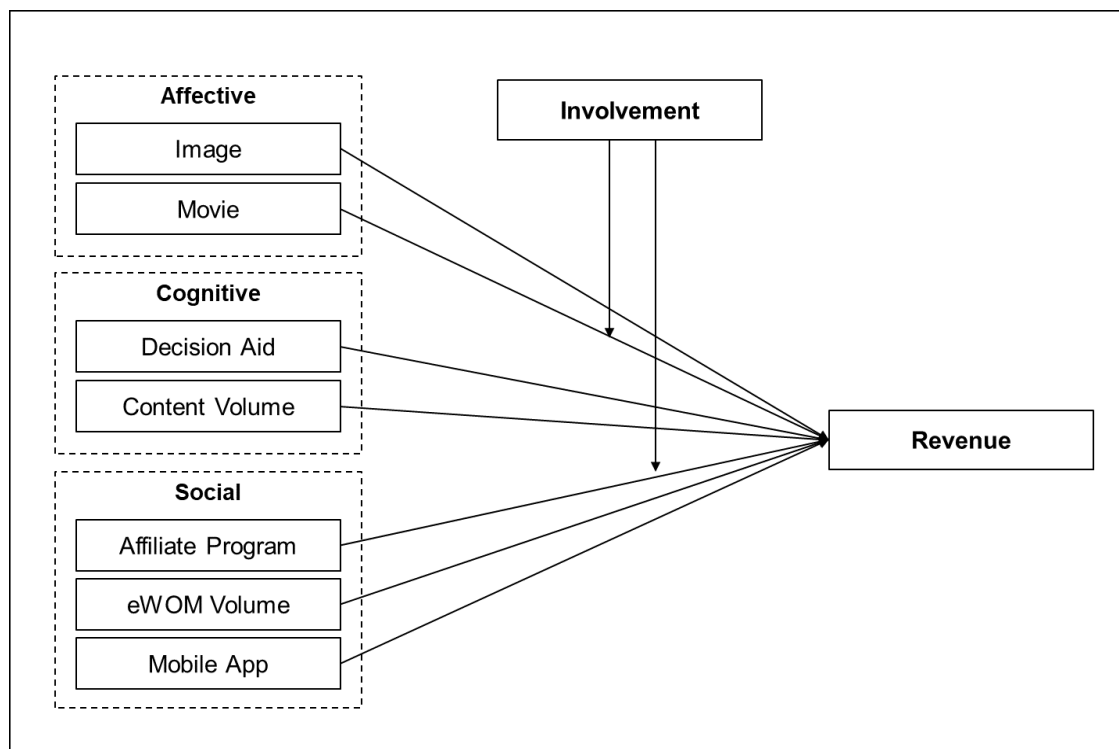 Affective
Image
Movie
Involvement
Cognitive
Decision Aid
Content Volume
Revenue
Social
Affiliate Program
eWOM Volume
Mobile App